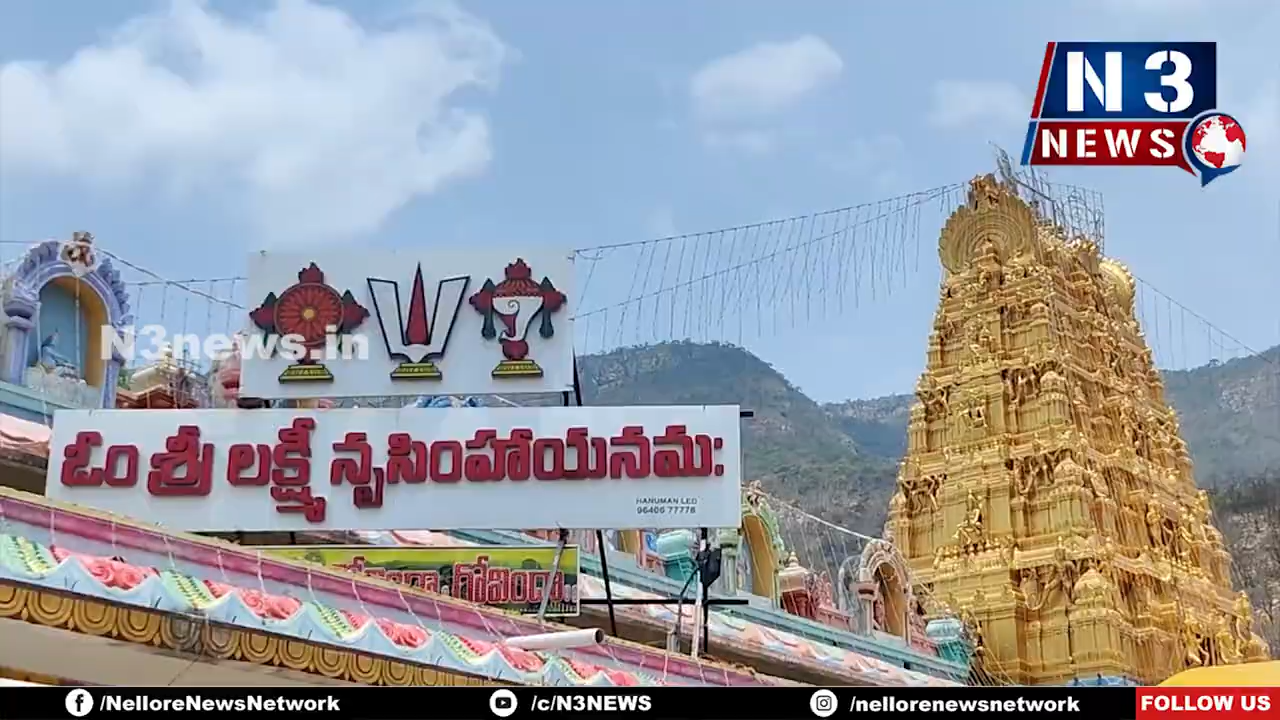 N3
NEWS
N3news.in
ఓం శ్రీ లక్ష్మీ నృసింహాయనమః
HANUMAN LED
96406 77778
గోవిందా గోవిందా..
/NelloreNewsNetwork
/c/N3NEWS
/nellorenewsnetwork
FOLLOW US